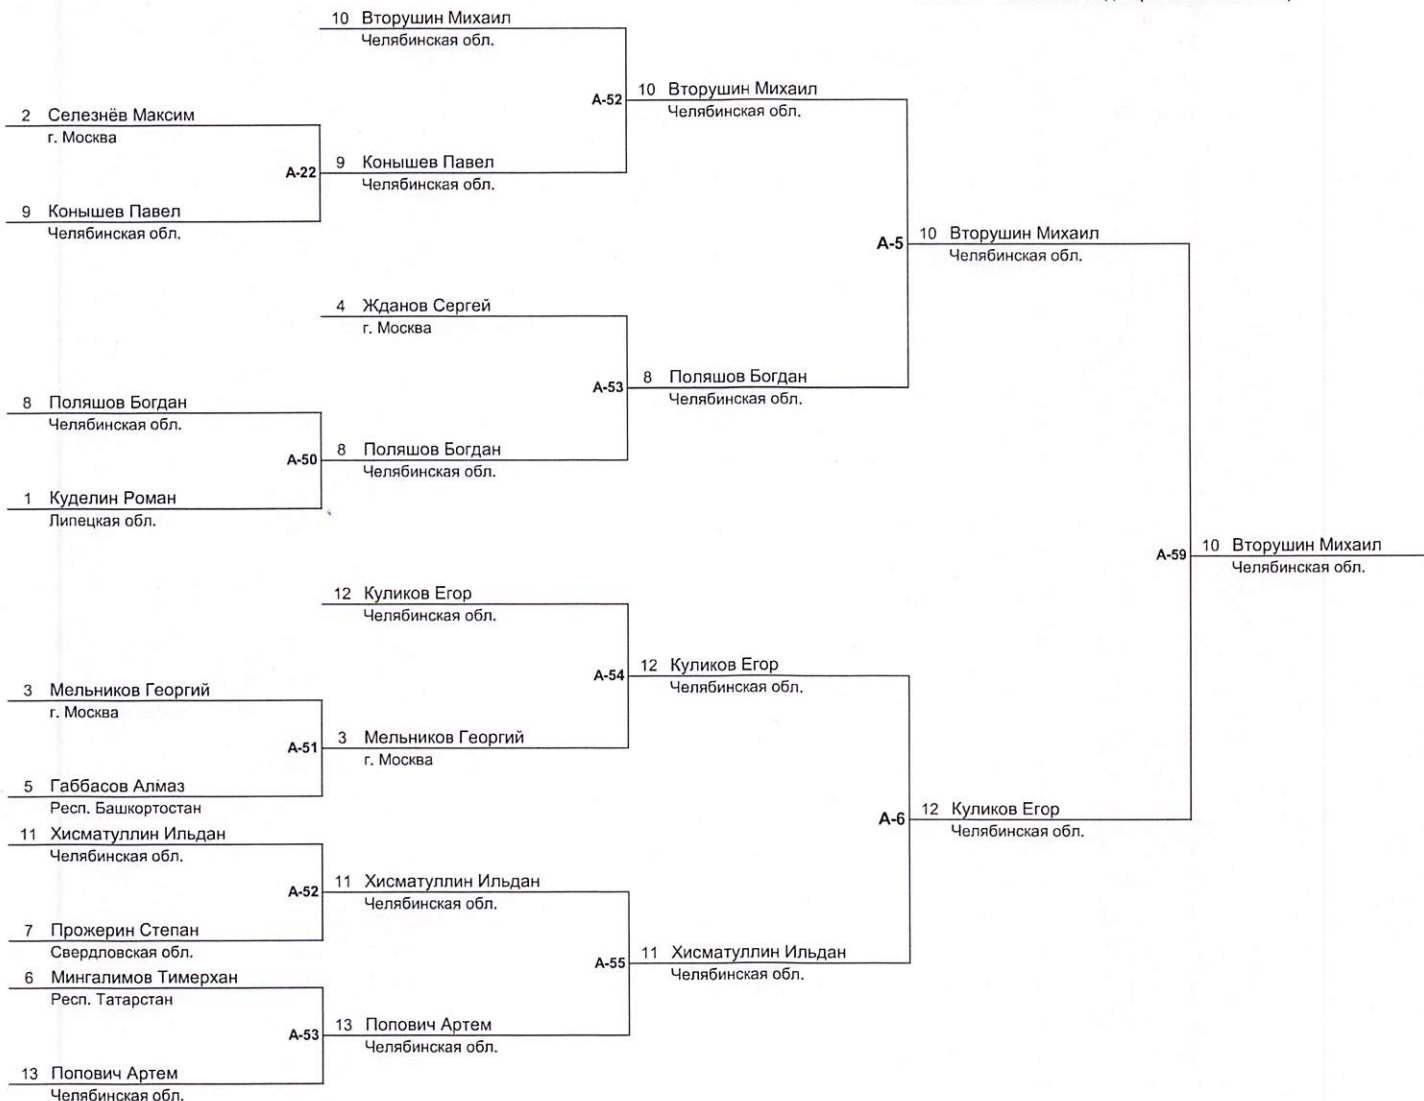 10 Вторушин Михаил
Челябинская обл.
А-52
10 Вторушин Михаил
Челябинская обл.
2 Селезнёв Максим
г. Москва
А-22
9 Конышев Павел
Челябинская обл.
9 Конышев Павел
Челябинская обл.
А-5
10 Вторушин Михаил
Челябинская обл.
4 Жданов Сергей
г. Москва
А-53
8 Поляшов Богдан
Челябинская обл.
8 Поляшов Богдан
Челябинская обл.
А-50
8 Поляшов Богдан
Челябинская обл.
1 Куделин Роман
Липецкая обл.
А-59
10 Вторушин Михаил
Челябинская обл.
12 Куликов Егор
Челябинская обл.
А-54
12 Куликов Егор
Челябинская обл.
3 Мельников Георгий
г. Москва
А-51
3 Мельников Георгий
г. Москва
5 Габбасов Алмаз
Респ. Башкортостан
А-6
12 Куликов Егор
Челябинская обл.
11 Хисматуллин Ильдан
Челябинская обл.
А-52
11 Хисматуллин Ильдан
Челябинская обл.
7 Прожерин Степан
Свердловская обл.
А-55
11 Хисматуллин Ильдан
Челябинская обл.
6 Мингалимов Тимерхан
Респ. Татарстан
А-53
13 Попович Артем
Челябинская обл.
13 Попович Артем
Челябинская обл.